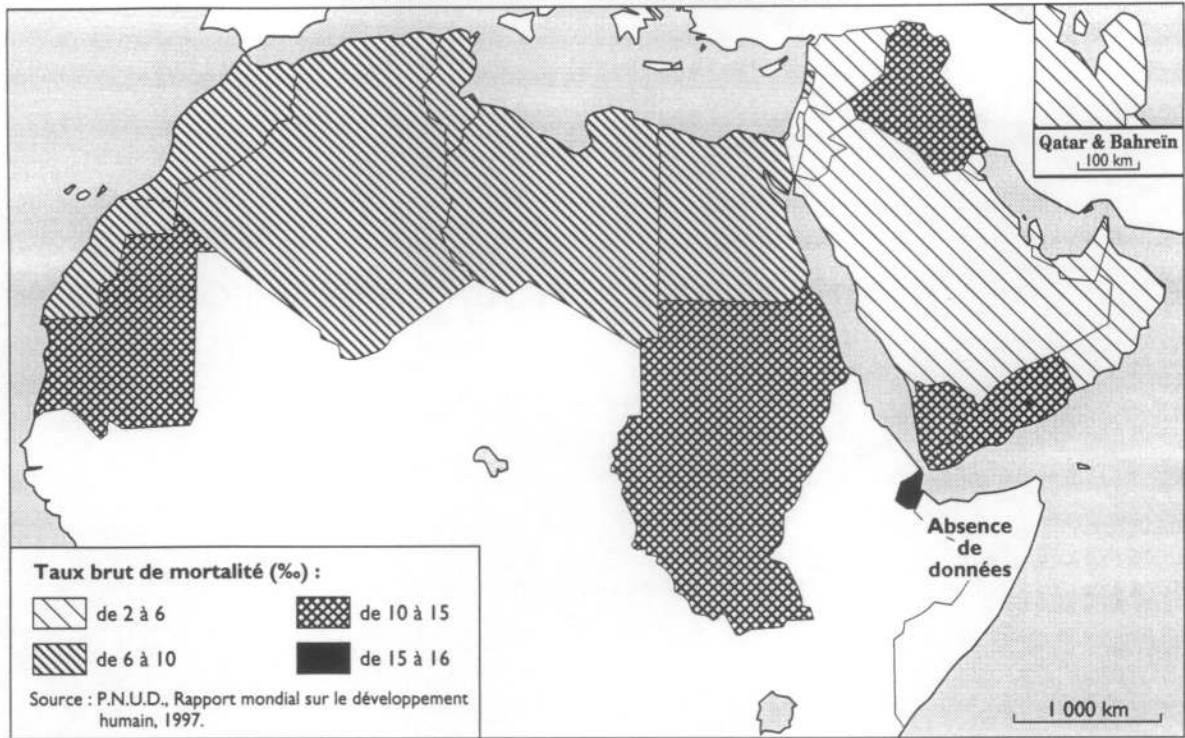 Qatar & Bahreïn
100 km
Absence
de
données
Taux brut de mortalité (‰) :
de 2 à 6
de 10 à 15
de 6 à 10
de 15 à 16
Source : P.N.U.D., Rapport mondial sur le développement
humain, 1997.
1 000 km